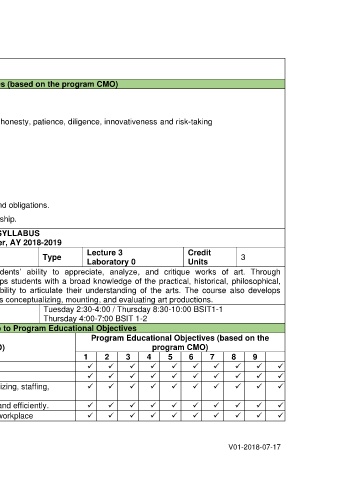 s (based on the program CMO)
honesty, patience, diligence, innovativeness and risk-taking
nd obligations.
ship.
SYLLABUS
er, AY 2018-2019
Type Lecture 3 Laboratory 0 Credit Units 3
dents' ability to appreciate, analyze, and critique works of art. Through
ps students with a broad knowledge of the practical, historical, philosophical,
bility to articulate their understanding of the arts. The course also develops
s conceptualizing, mounting, and evaluating art productions.
Tuesday 2:30-4:00 / Thursday 8:30-10:00 BSIT1-1
Thursday 4:00-7:00 BSIT 1-2
p to Program Educational Objectives
O) Program Educational Objectives (based on the program CMO)
1 2 3 4 5 6 7 8 9
✓ ✓ ✓ ✓ ✓ ✓ ✓ ✓ ✓ ✓
✓ ✓ ✓ ✓ ✓ ✓ ✓ ✓ ✓ ✓
izing, staffing, ✓ ✓ ✓ ✓ ✓ ✓ ✓ ✓ ✓ ✓
and efficiently. ✓ ✓ ✓ ✓ ✓ ✓ ✓ ✓ ✓ ✓
workplace ✓ ✓ ✓ ✓ ✓ ✓ ✓ ✓ ✓ ✓
V01-2018-07-17